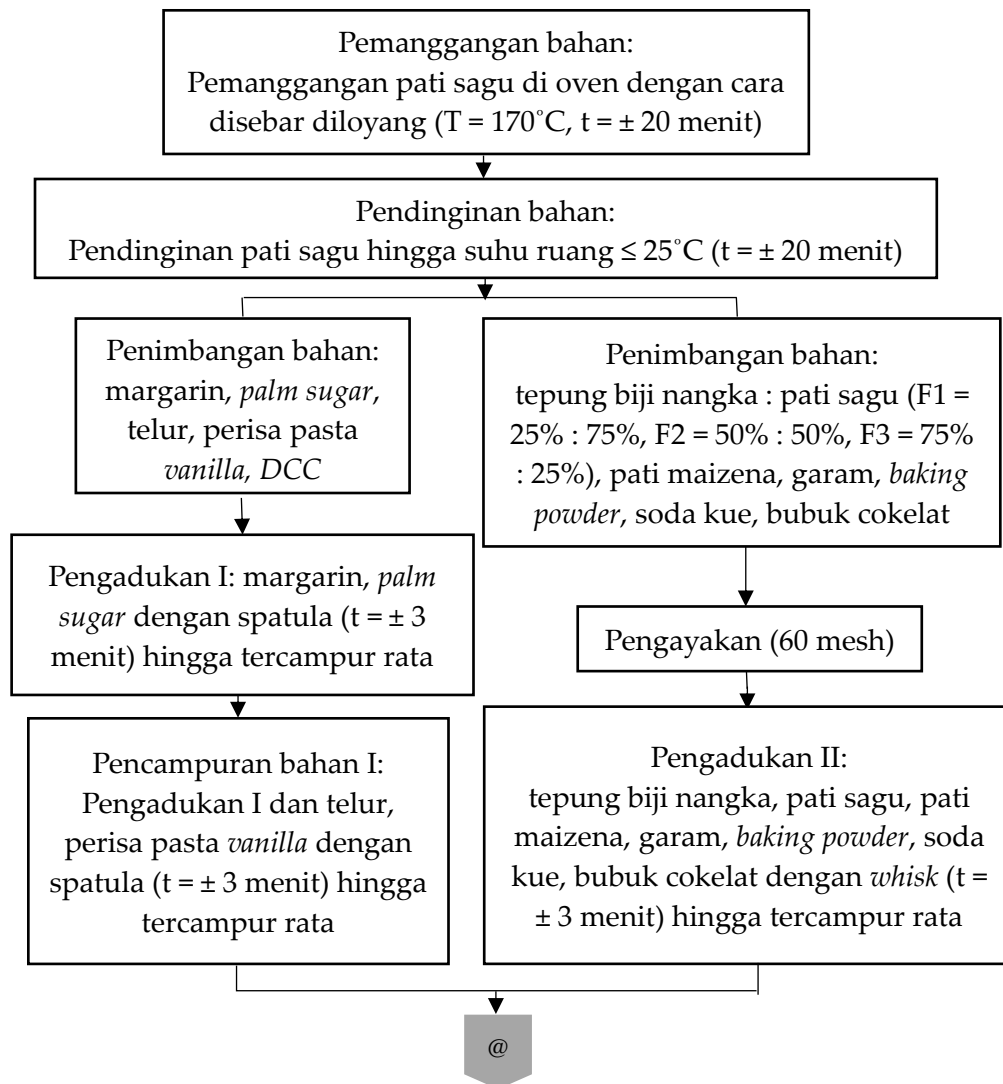 Pemanggangan bahan:
Pemanggangan pati sagu di oven dengan cara
disebar diloyang (T = 170°C, t = ± 20 menit)
Pendinginan bahan:
Pendinginan pati sagu hingga suhu ruang ≤ 25°C (t = ± 20 menit)
Penimbangan bahan:
margarin, palm sugar,
telur, perisa pasta
vanilla, DCC
Penimbangan bahan:
tepung biji nangka : pati sagu (F1 =
25% : 75%, F2 = 50% : 50%, F3 = 75%
: 25%), pati maizena, garam, baking
powder, soda kue, bubuk cokelat
Pengadukan I: margarin, palm
sugar dengan spatula (t = ± 3
menit) hingga tercampur rata
Pengayakan (60 mesh)
Pencampuran bahan I:
Pengadukan I dan telur,
perisa pasta vanilla dengan
spatula (t = ± 3 menit) hingga
tercampur rata
Pengadukan II:
tepung biji nangka, pati sagu, pati
maizena, garam, baking powder, soda
kue, bubuk cokelat dengan whisk (t =
± 3 menit) hingga tercampur rata
@